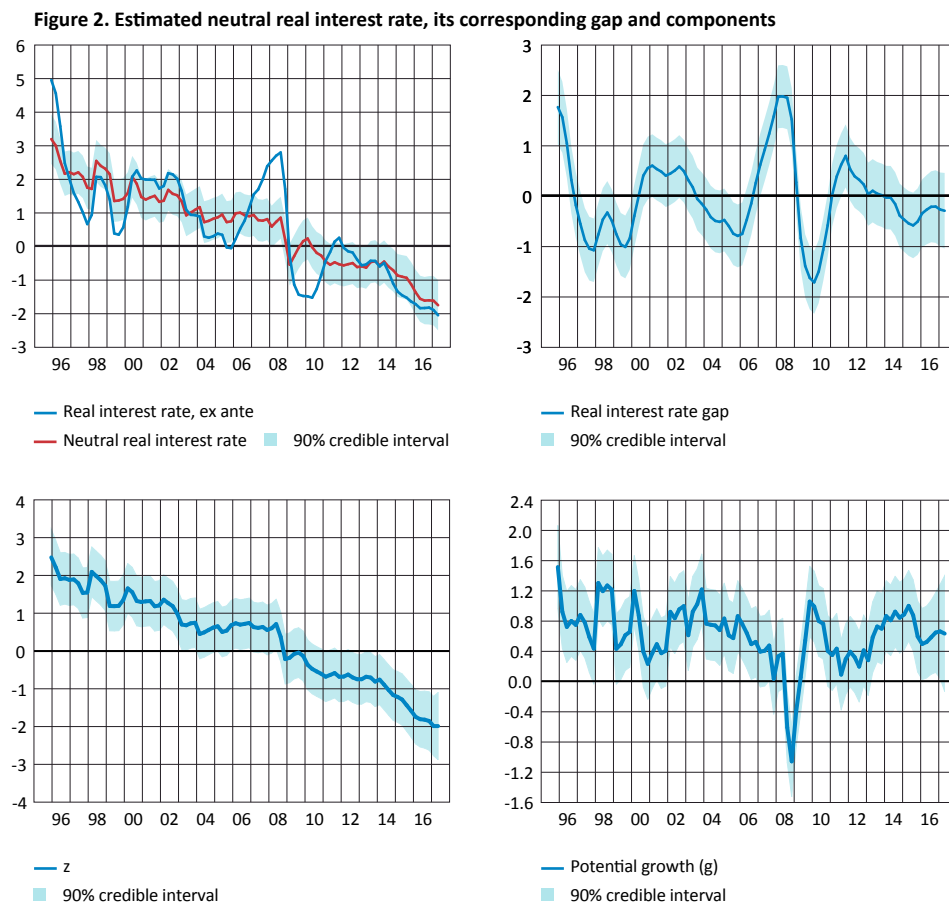 Figure 2. Estimated neutral real interest rate, its corresponding gap and components
6
5
4
3
2
1
0
-1
-2
-3
96 98 00 02 04 06 08 10 12 14 16
Real interest rate, ex ante
Neutral real interest rate 90% credible interval
3
2
1
0
-1
-2
-3
96 98 00 02 04 06 08 10 12 14 16
Real interest rate gap
90% credible interval
4
3
2
1
0
-1
-2
-3
-4
96 98 00 02 04 06 08 10 12 14 16
z
90% credible interval
2.4
2.0
1.6
1.2
0.8
0.4
0.0
-0.4
-0.8
-1.2
-1.6
96 98 00 02 04 06 08 10 12 14 16
Potential growth (g)
90% credible interval